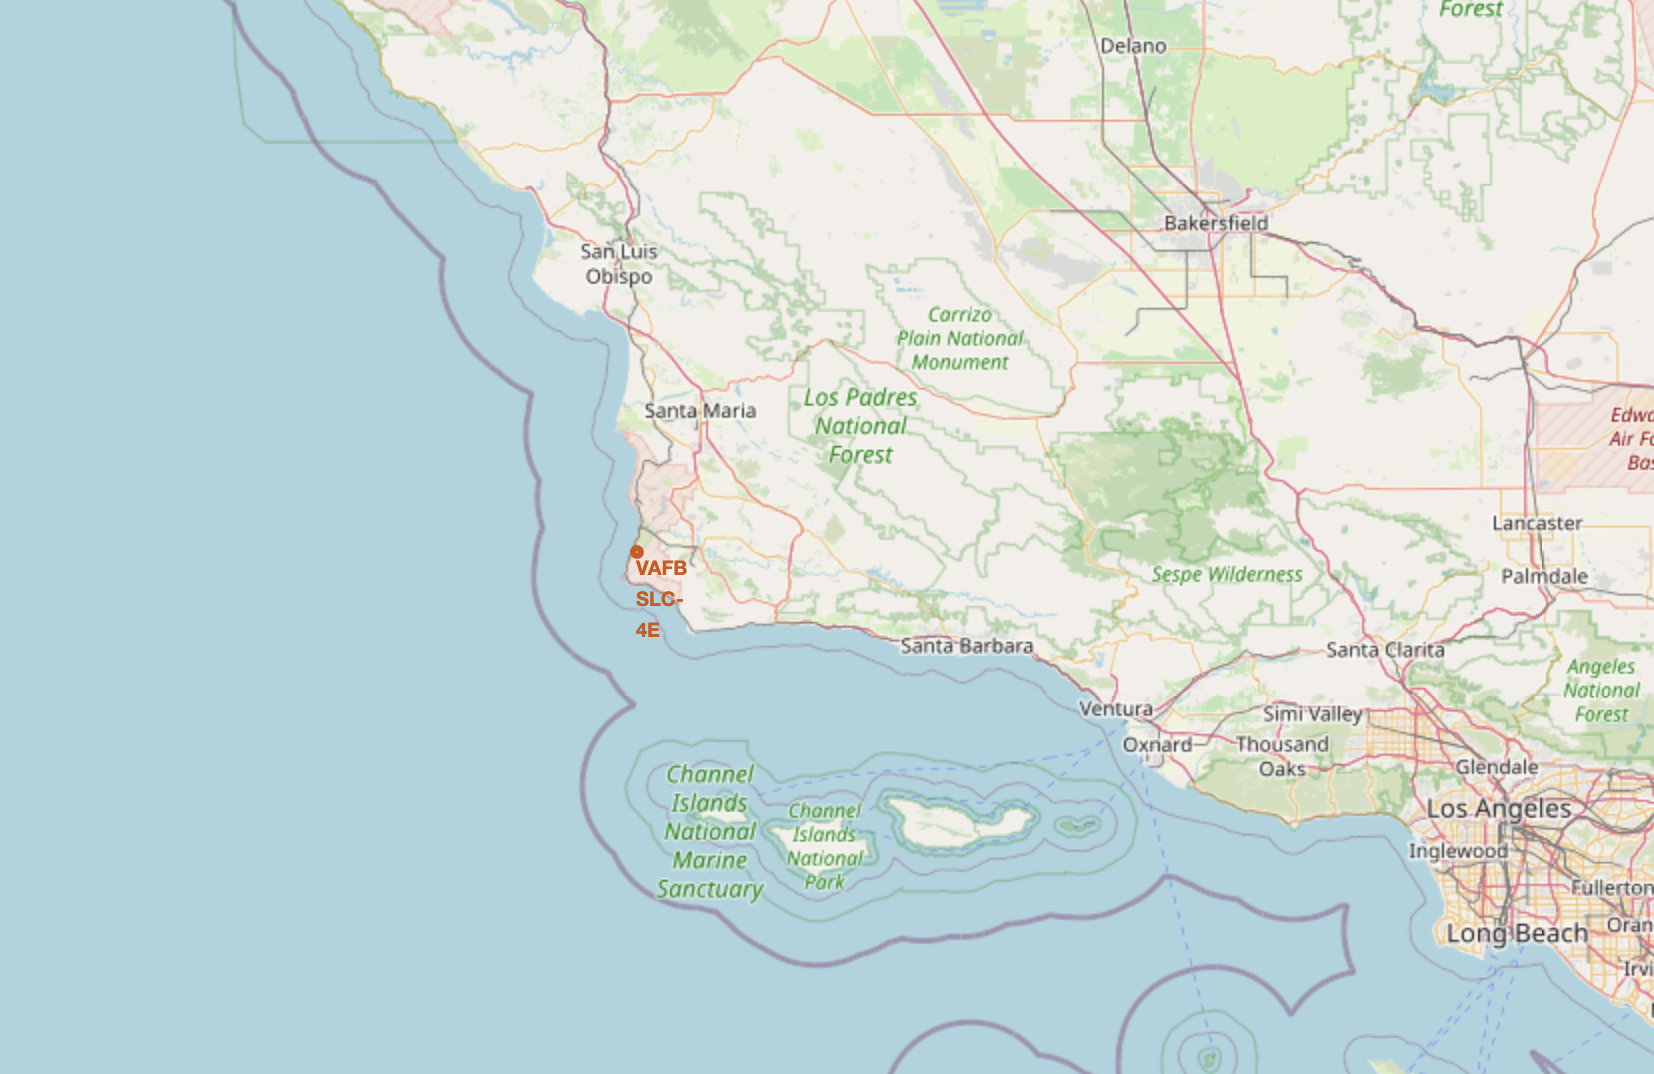 Forest
Delano
Bakersfield
San Luis
Obispo
Carrizo
Plain National
Monument
Los Padres
National
Forest
Santa Maria
Edwa
Air Fo
Bas
Lancaster
VAFB
SLC-
4E
Sespe Wilderness
Palmdale
Santa Barbara
Santa Clarita
Angeles
National
Forest
Ventura
Simi Valley
Oxnard
Thousand
Oaks
Glendale
Channel
Islands
National
Marine
Sanctuary
Channel
Islands
National
Park
Los Angeles
Inglewood
Fullerton
Oran
Long Beach
Irvi